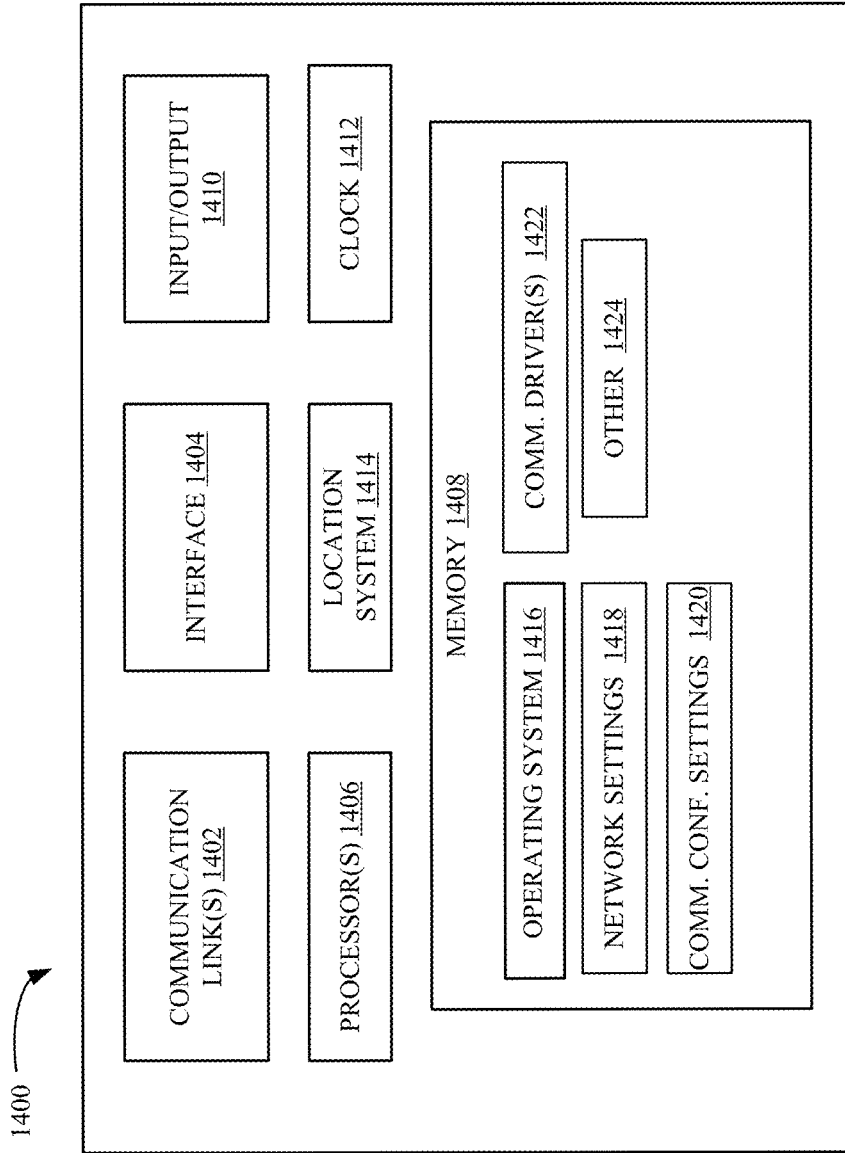 1400
COMMUNICATION
LINK(S) 1402
INTERFACE 1404
INPUT/OUTPUT
1410
PROCESSOR(S) 1406
LOCATION
SYSTEM 1414
CLOCK 1412
MEMORY 1408
OPERATING SYSTEM 1416
COMM. DRIVER(S) 1422
NETWORK SETTINGS 1418
OTHER 1424
COMM. CONF. SETTINGS 1420